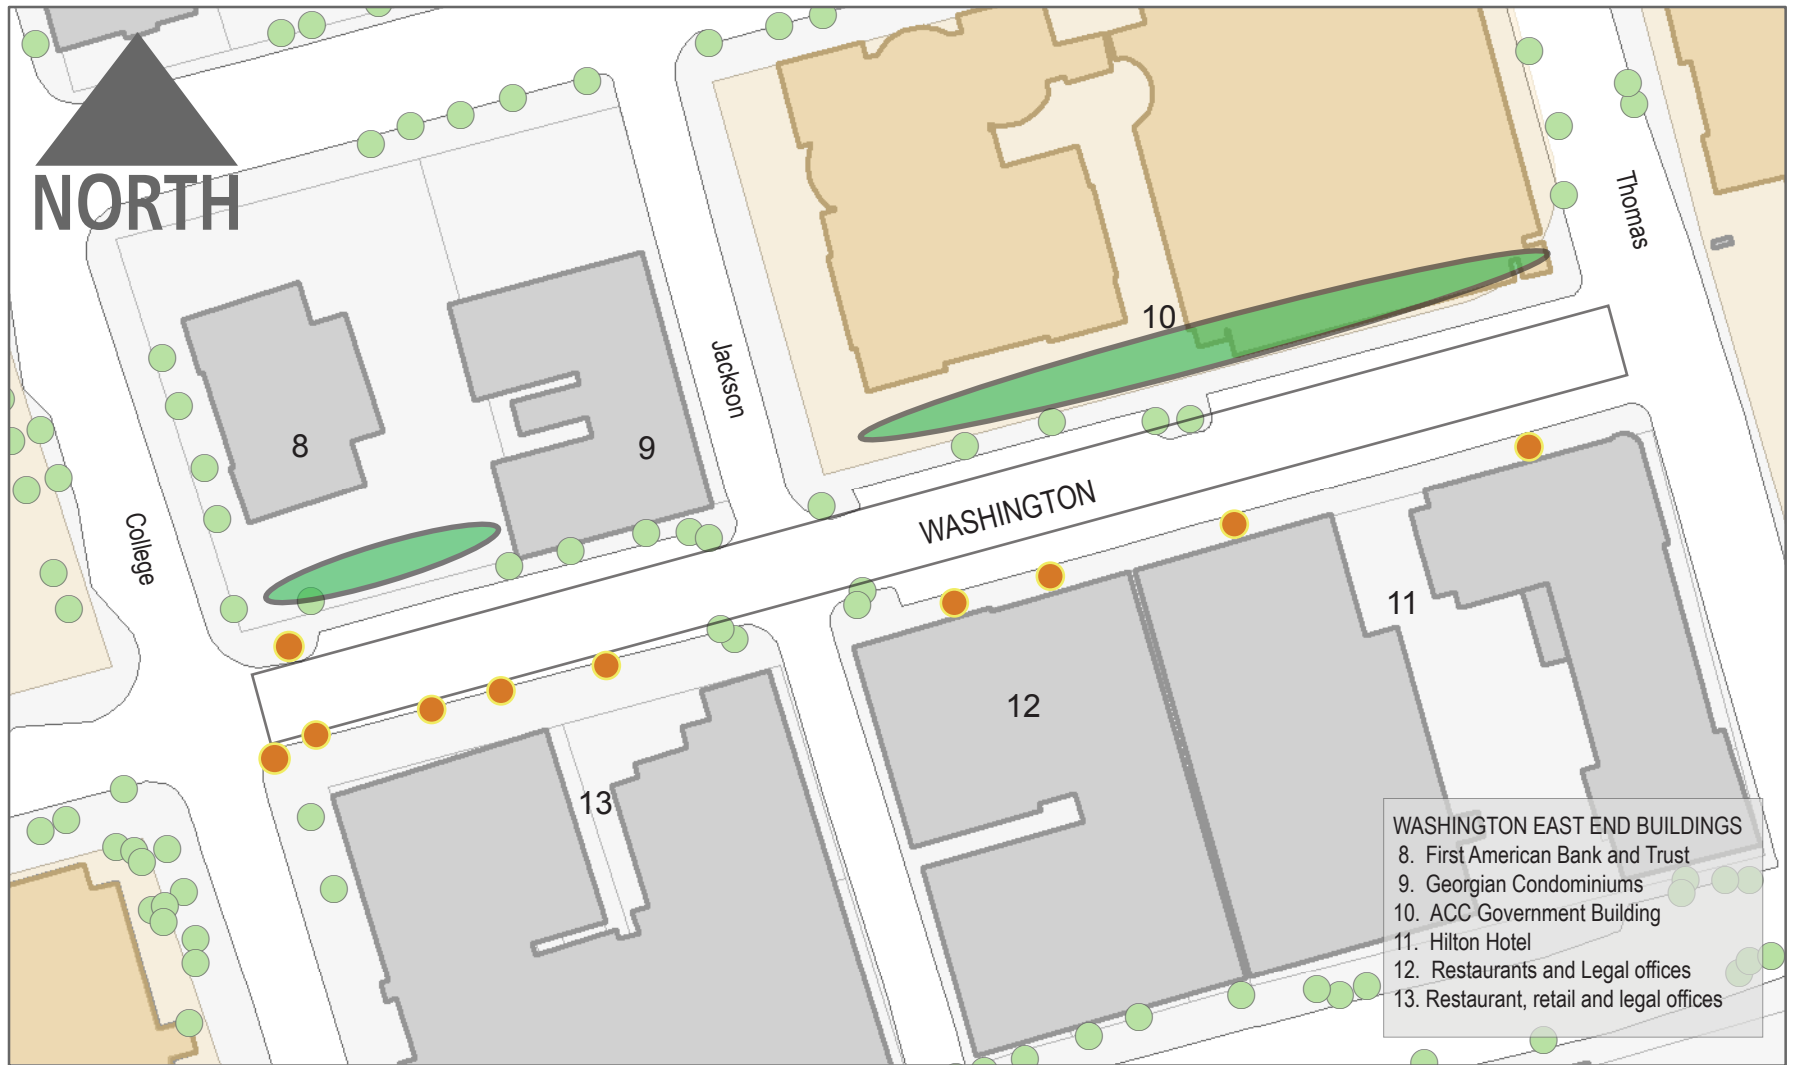 NORTH
Thomas
10
Jackson
8
9
WASHINGTON
College
11
12
13
WASHINGTON EAST END BUILDINGS
8. First American Bank and Trust
9. Georgian Condominiums
10. ACC Government Building
11. Hilton Hotel
12. Restaurants and Legal offices
13. Restaurant, retail and legal offices